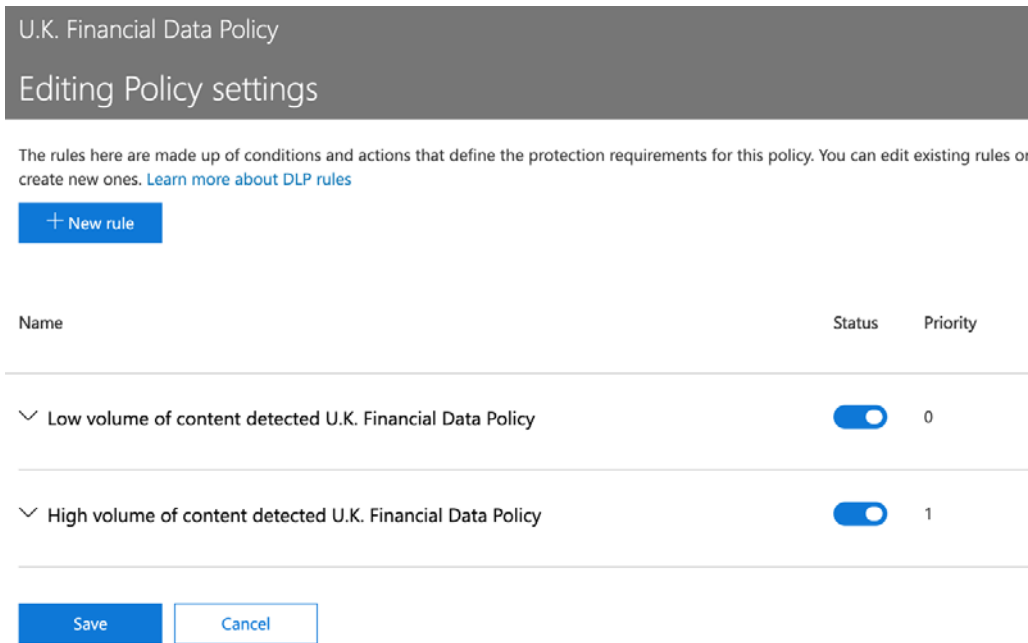 U.K. Financial Data Policy
Editing Policy settings
The rules here are made up of conditions and actions that define the protection requirements for this policy. You can edit existing rules or
create new ones. Learn more about DLP rules
+ New rule
Name Status Priority
Low volume of content detected U.K. Financial Data Policy 0
High volume of content detected U.K. Financial Data Policy 1
Save Cancel